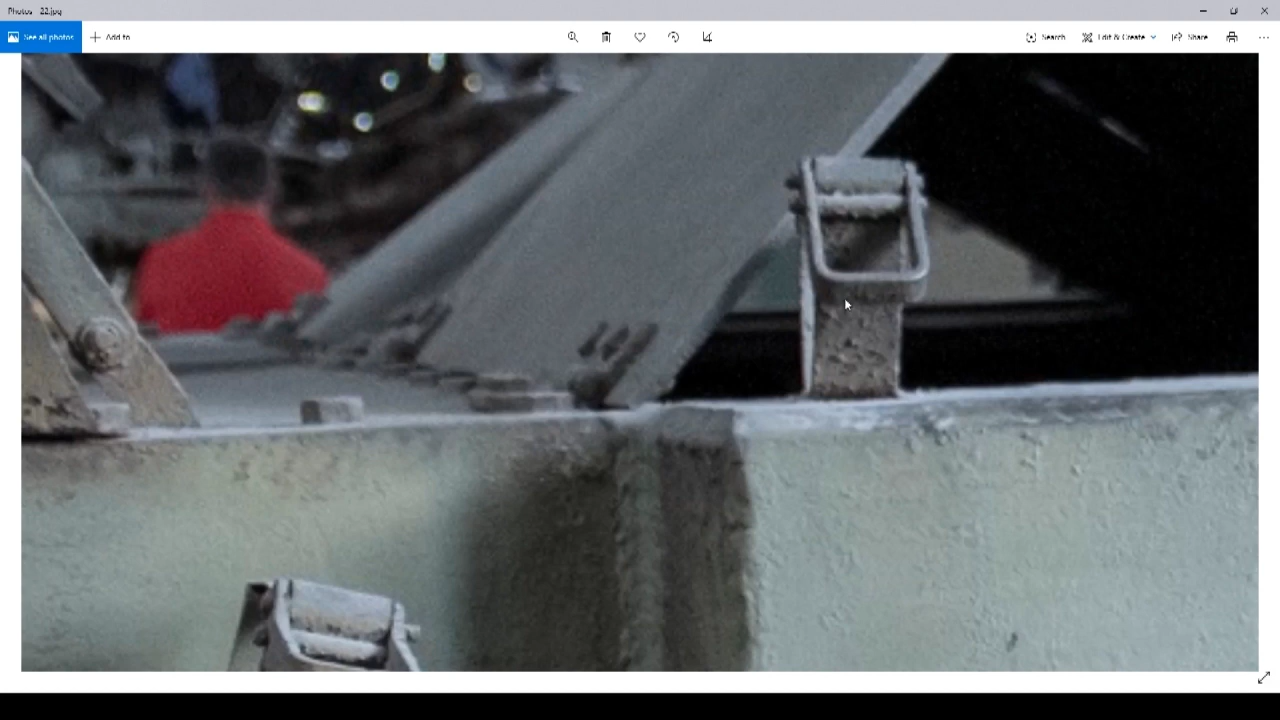 Photos - 22.jpg
See all photos
Add to
Search
Edit & Create
Share